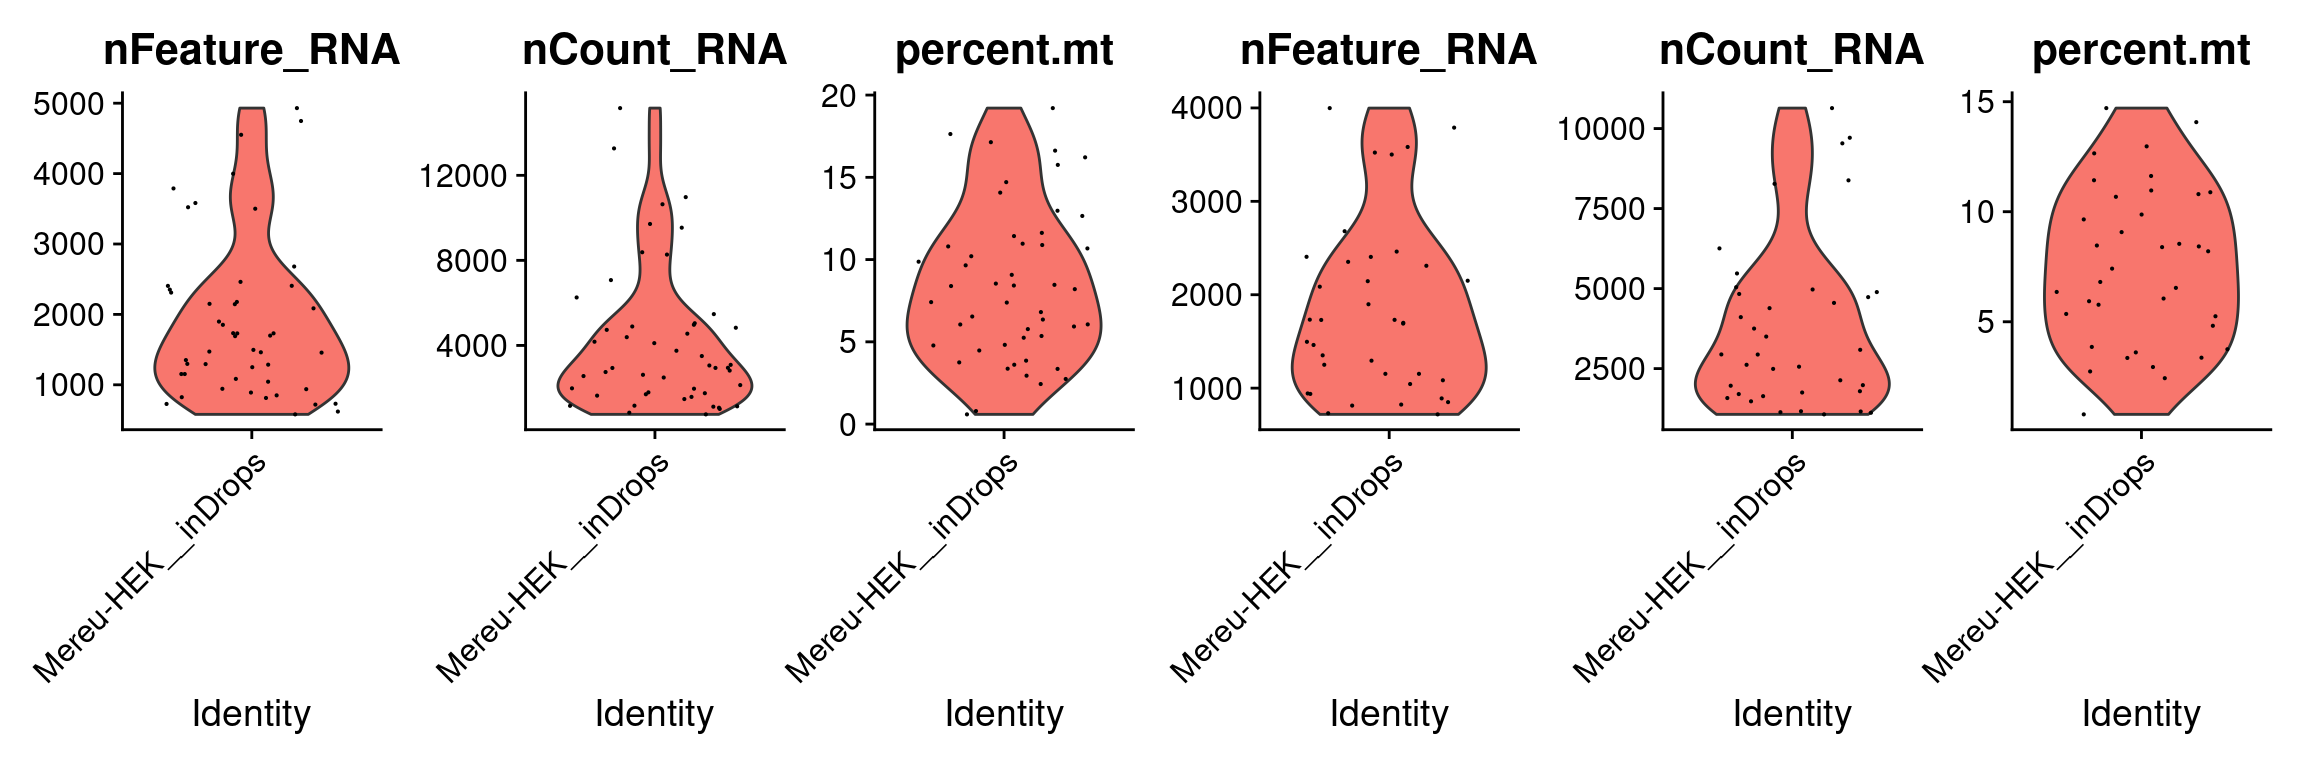 nFeature_RNA
5000
4000
3000
2000
1000
Mereu-HEK__inDrops
Identity
nCount_RNA
12000
8000
4000
Mereu-HEK__inDrops
Identity
percent.mt
20
15
10
5
0
Mereu-HEK__inDrops
Identity
nFeature_RNA
4000
3000
2000
1000
Mereu-HEK__inDrops
Identity
nCount_RNA
10000
7500
5000
2500
Mereu-HEK__inDrops
Identity
percent.mt
15
10
5
Mereu-HEK__inDrops
Identity